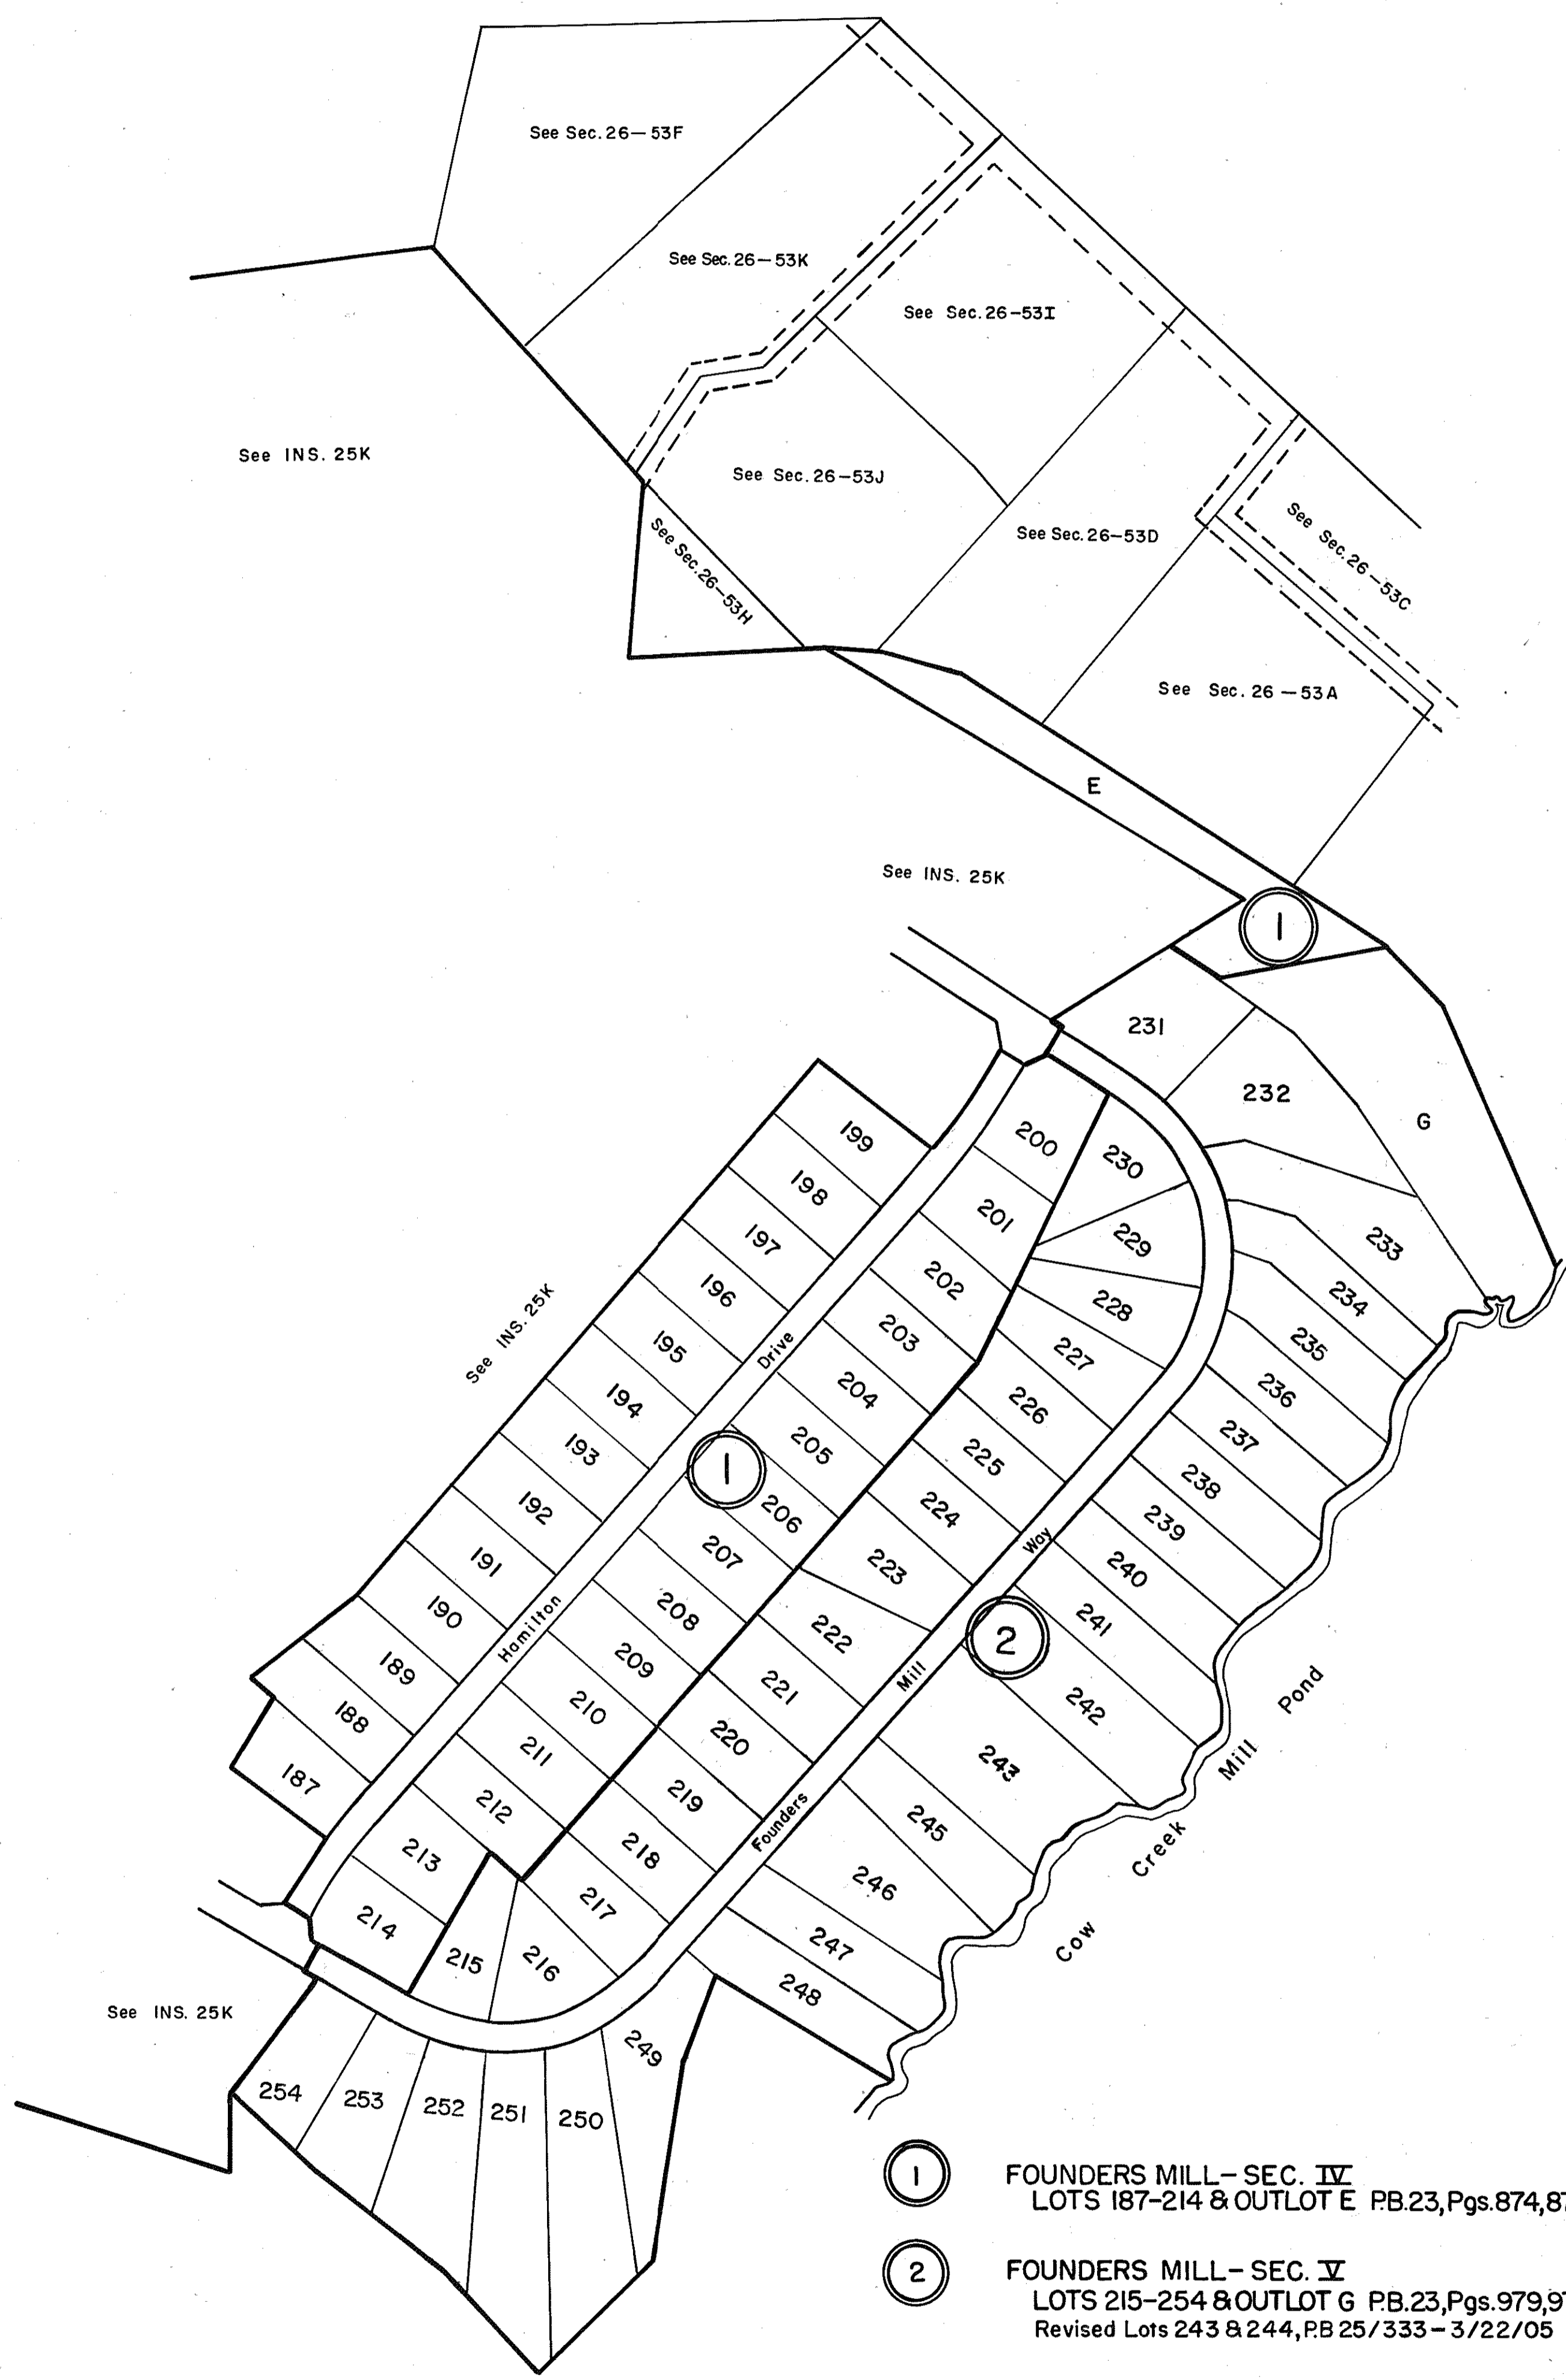 See Sec. 26-53F
See Sec. 26-53K
See Sec. 26-53I
See INS. 25K
See Sec. 26-53J
See Sec. 26-53D
See Sec. 26-53C
See Sec. 26-53H
See Sec. 26-53A
E
See INS. 25K
1
231
232
G
199
200
230
198
201
229
233
197
202
228
234
196
203
227
235
See INS. 25K
195
Drive
204
226
236
194
205
225
237
193
1
206
224
238
192
207
223
Way
239
191
208
222
240
190
Hamilton
209
221
2
241
189
210
220
Mill
242
188
211
219
243
187
212
218
Founders
245
213
217
246
214
215
216
247
248
Cow Creek Mill Pond
See INS. 25K
249
254
253
252
251
250
1 FOUNDERS MILL-SEC. IV
LOTS 187-214 & OUTLOT E P.B.23, Pgs.874,
2 FOUNDERS MILL-SEC. V
LOTS 215-254 & OUTLOT G P.B.23, Pgs.979,
Revised Lots 243 & 244, P.B 25/333-3/22/05